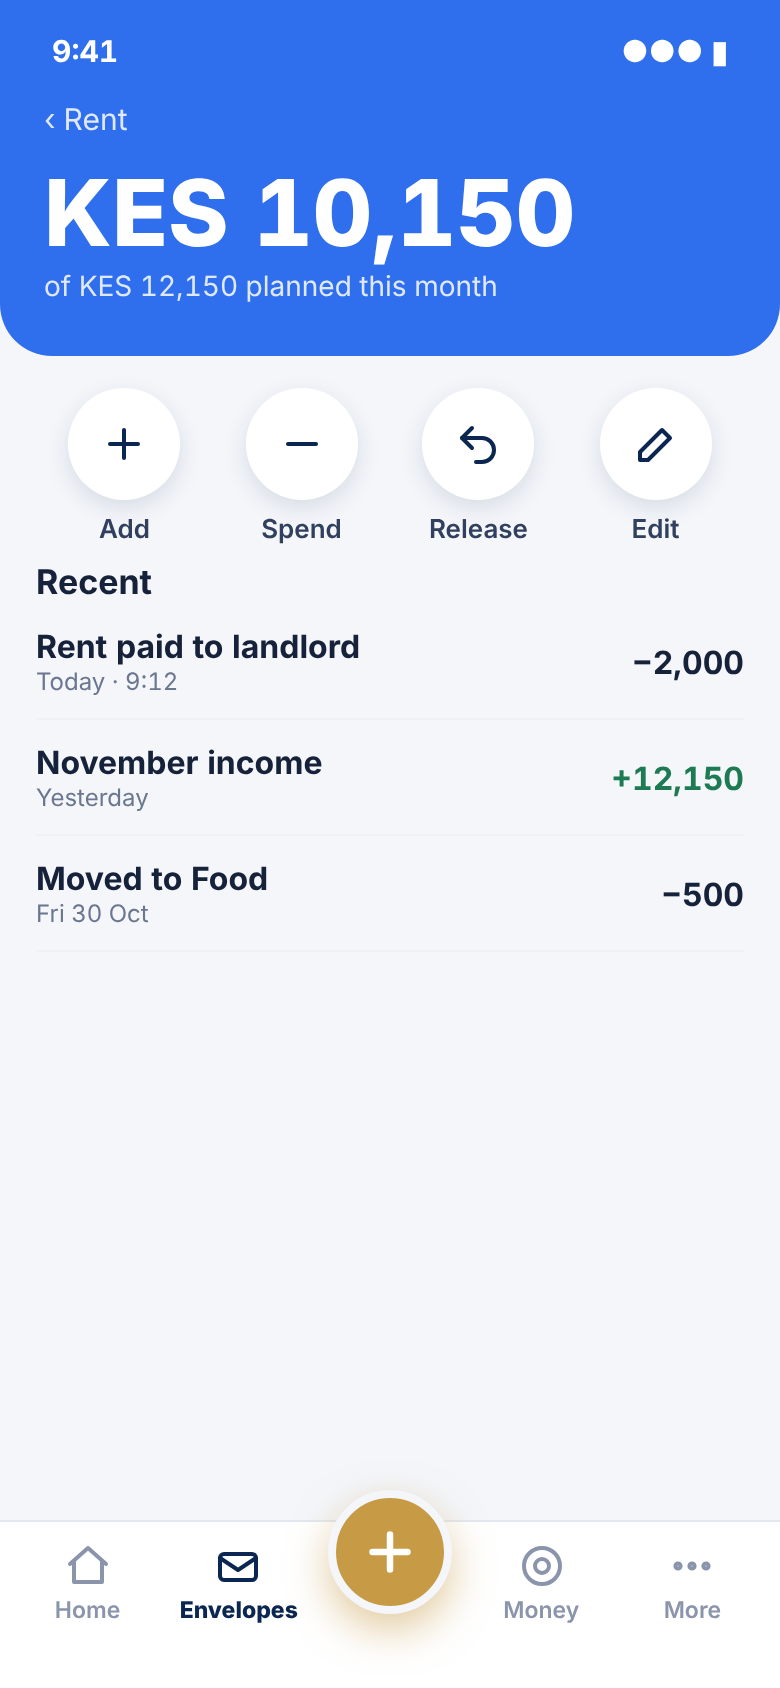 9:41
‹ Rent
KES 10,150
of KES 12,150 planned this month
Add Spend Release Edit
Recent
Rent paid to landlord
−2,000
Today · 9:12
November income
+12,150
Yesterday
Moved to Food
−500
Fri 30 Oct
Home Envelopes Money More